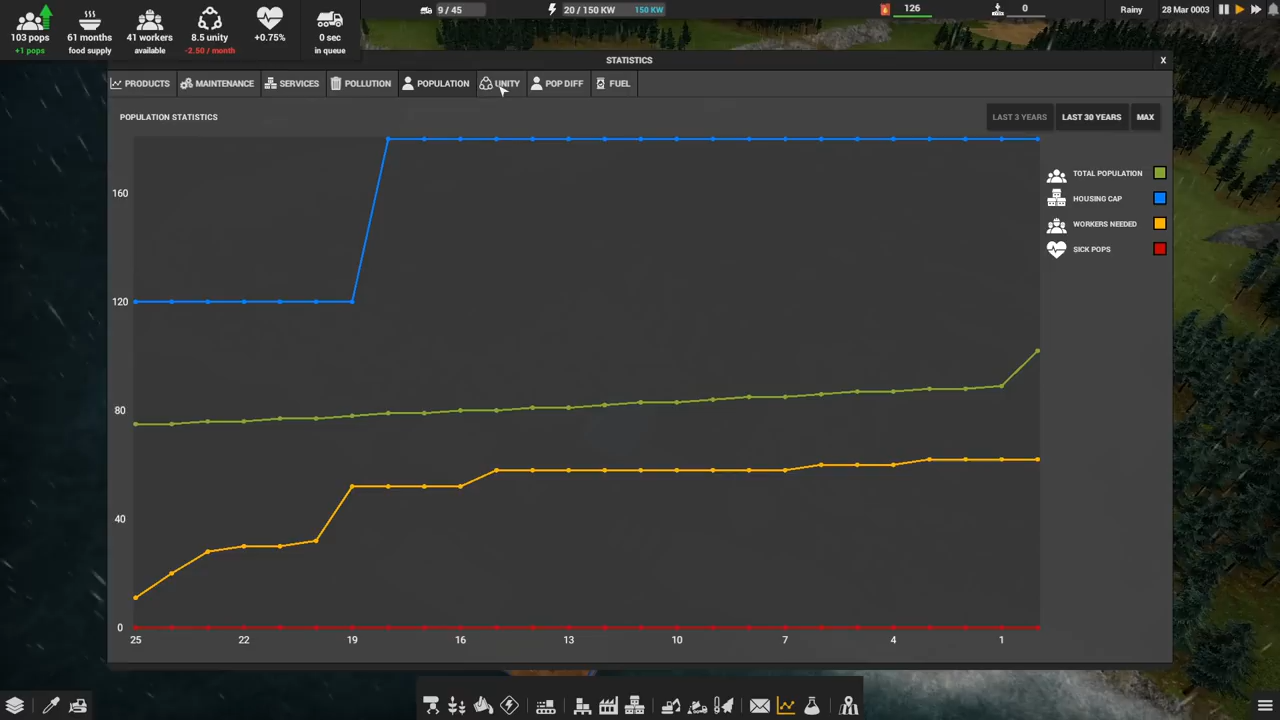 103 pops
+1 pops
61 months
food supply
41 workers
available
8.5 unity
-2.50 / month
+0.75%
0 sec
in queue
9 / 45
20 / 150 KW
150 KW
126
0
Rainy
28 Mar 0003
STATISTICS
X
PRODUCTS
MAINTENANCE
SERVICES
POLLUTION
POPULATION
UNITY
POP DIFF
FUEL
POPULATION STATISTICS
LAST 3 YEARS
LAST 30 YEARS
MAX
TOTAL POPULATION
HOUSING CAP
WORKERS NEEDED
SICK POPS
160
120
80
40
0
25
22
19
16
13
10
7
4
1